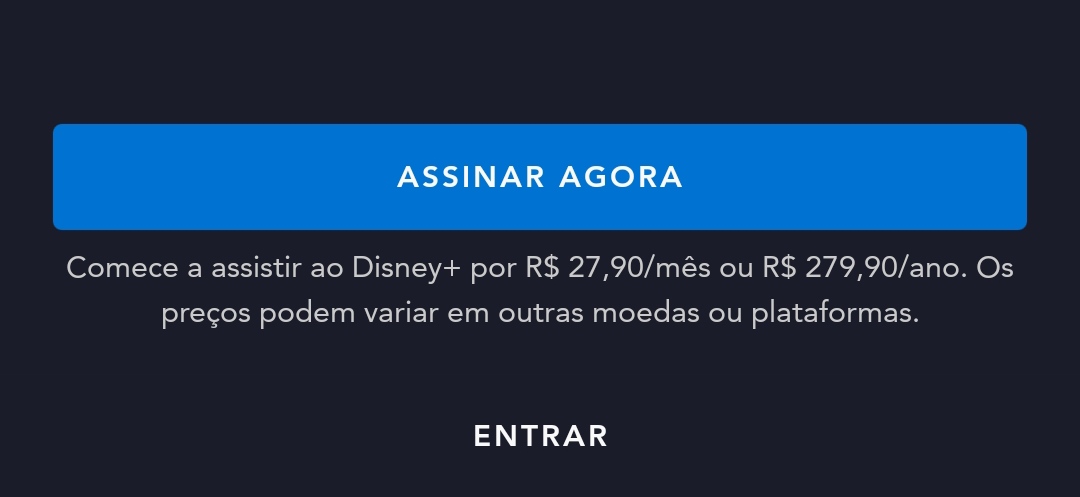 ASSINAR AGORA
Comece a assistir ao Disney+ por R$ 27,90/mês ou R$ 279,90/ano. Os
preços podem variar em outras moedas ou plataformas.
ENTRAR